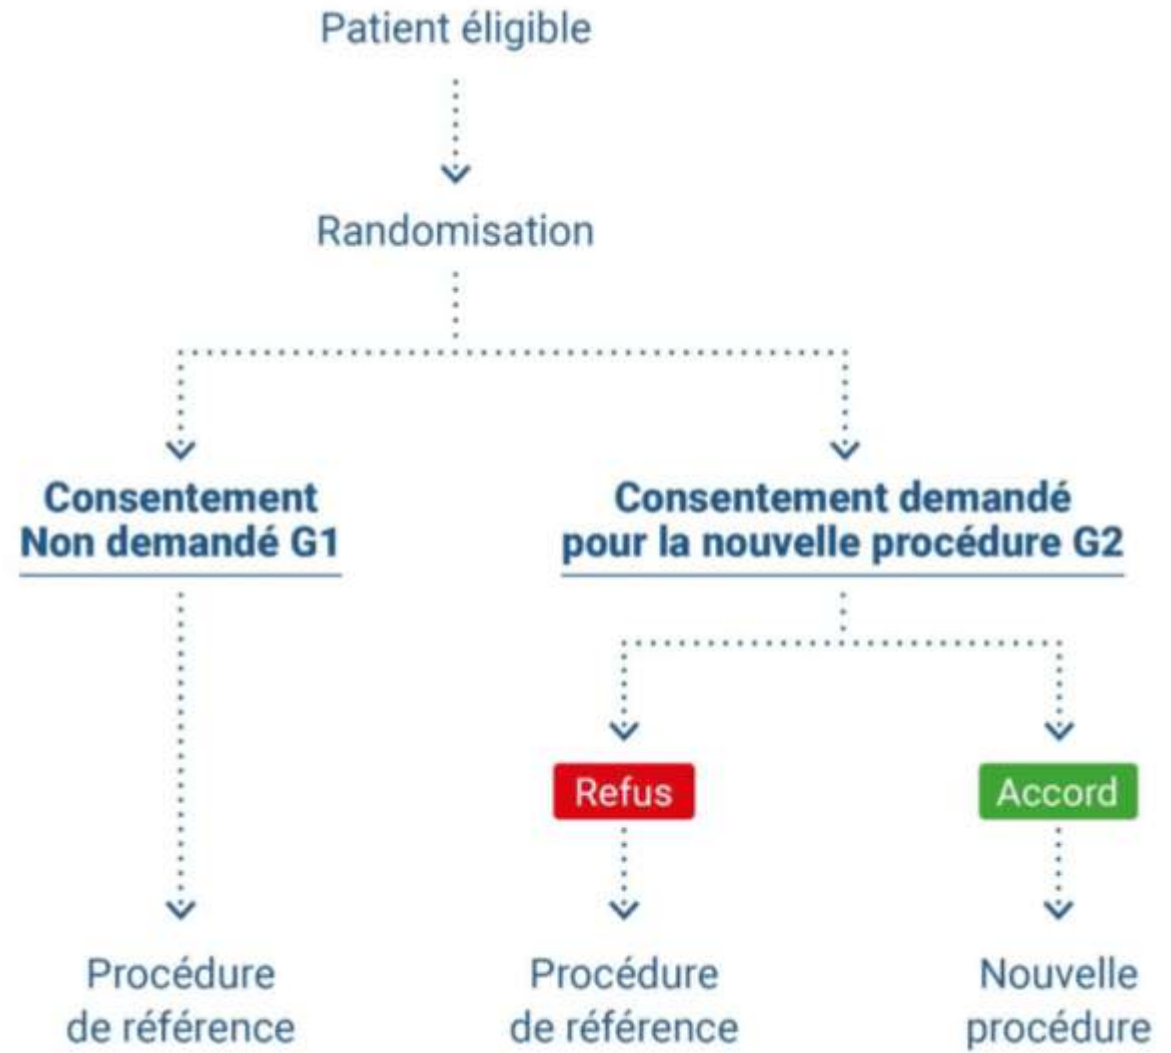 Patient éligible
Randomisation
Consentement
Non demandé G1
Consentement demandé
pour la nouvelle procédure G2
Refus
Accord
Procédure
de référence
Procédure
de référence
Nouvelle
procédure